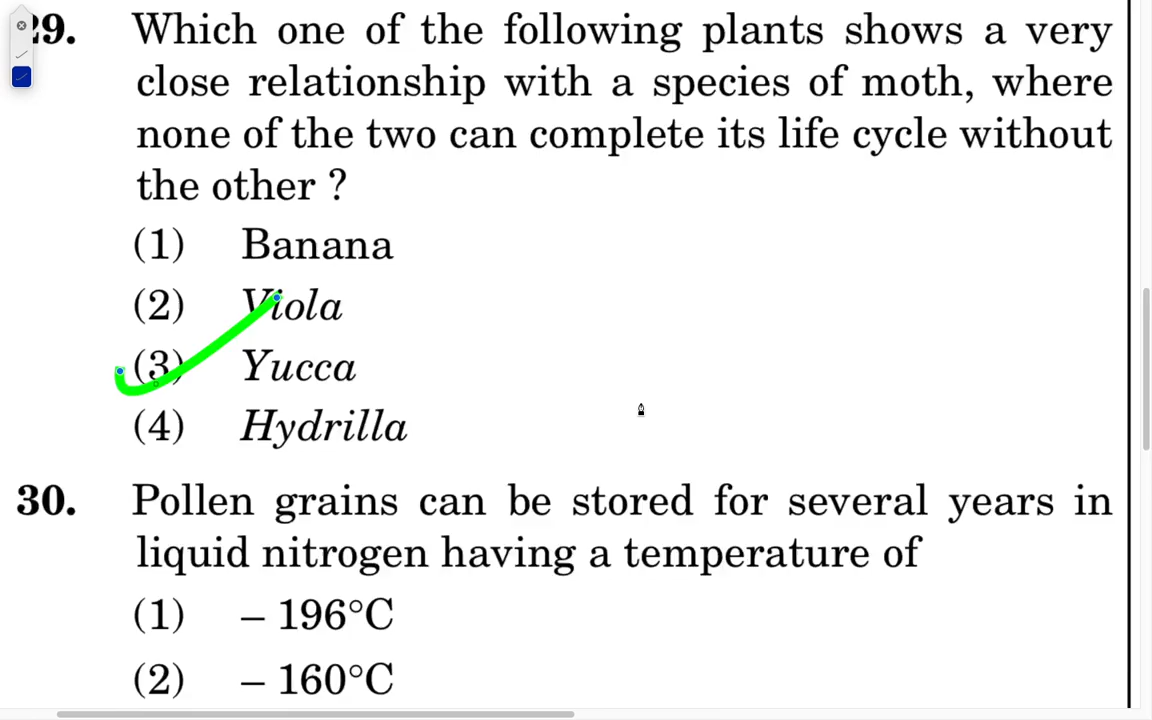 29. Which one of the following plants shows a very
close relationship with a species of moth, where
none of the two can complete its life cycle without
the other ?
(1) Banana
(2) Viola
(3) Yucca
(4) Hydrilla
30. Pollen grains can be stored for several years in
liquid nitrogen having a temperature of
(1) – 196°C
(2) – 160°C